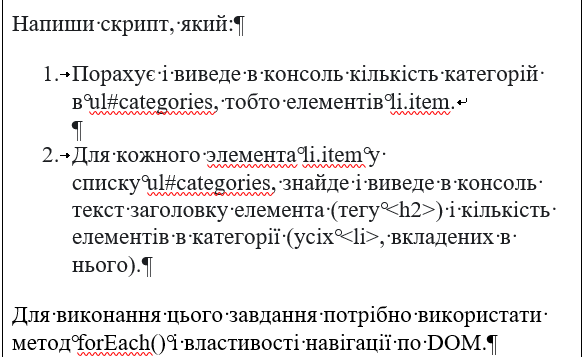 Напиши скрипт, який:¶
1.→Порахує і виведе в консоль кількість категорій
в°ul#categories, тобто елементів°li.item.↵
¶
2.→Для кожного элемента°li.item°у
списку°ul#categories, знайде і виведе в консоль
текст заголовку елемента (тегу°<h2>) і кількість
елементів в категорії (усіх°<li>, вкладених в
нього).¶
Для виконання цього завдання потрібно використати
метод°forEach()°і властивості навігації по DOM.¶